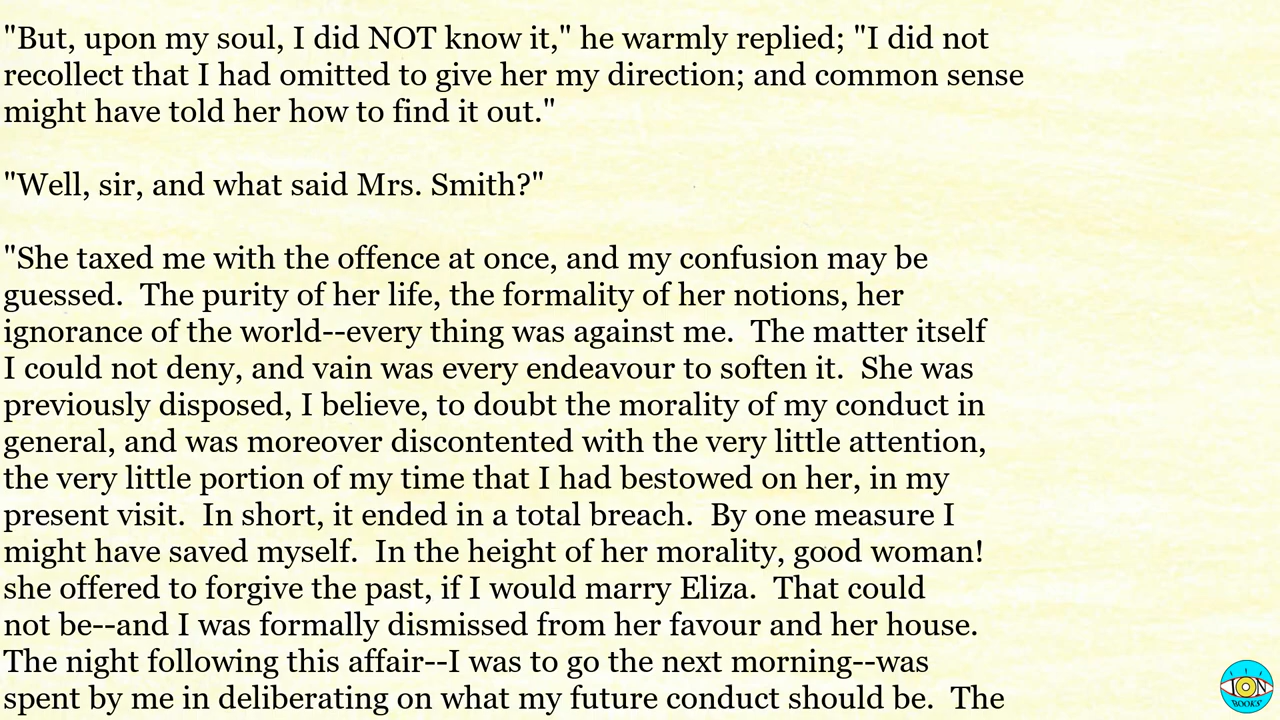 "But, upon my soul, I did NOT know it," he warmly replied; "I did not
recollect that I had omitted to give her my direction; and common sense
might have told her how to find it out."
"Well, sir, and what said Mrs. Smith?"
"She taxed me with the offence at once, and my confusion may be
guessed.  The purity of her life, the formality of her notions, her
ignorance of the world--every thing was against me.  The matter itself
I could not deny, and vain was every endeavour to soften it.  She was
previously disposed, I believe, to doubt the morality of my conduct in
general, and was moreover discontented with the very little attention,
the very little portion of my time that I had bestowed on her, in my
present visit.  In short, it ended in a total breach.  By one measure I
might have saved myself.  In the height of her morality, good woman!
she offered to forgive the past, if I would marry Eliza.  That could
not be--and I was formally dismissed from her favour and her house.
The night following this affair--I was to go the next morning--was
spent by me in deliberating on what my future conduct should be.  The
ION
BOOKS